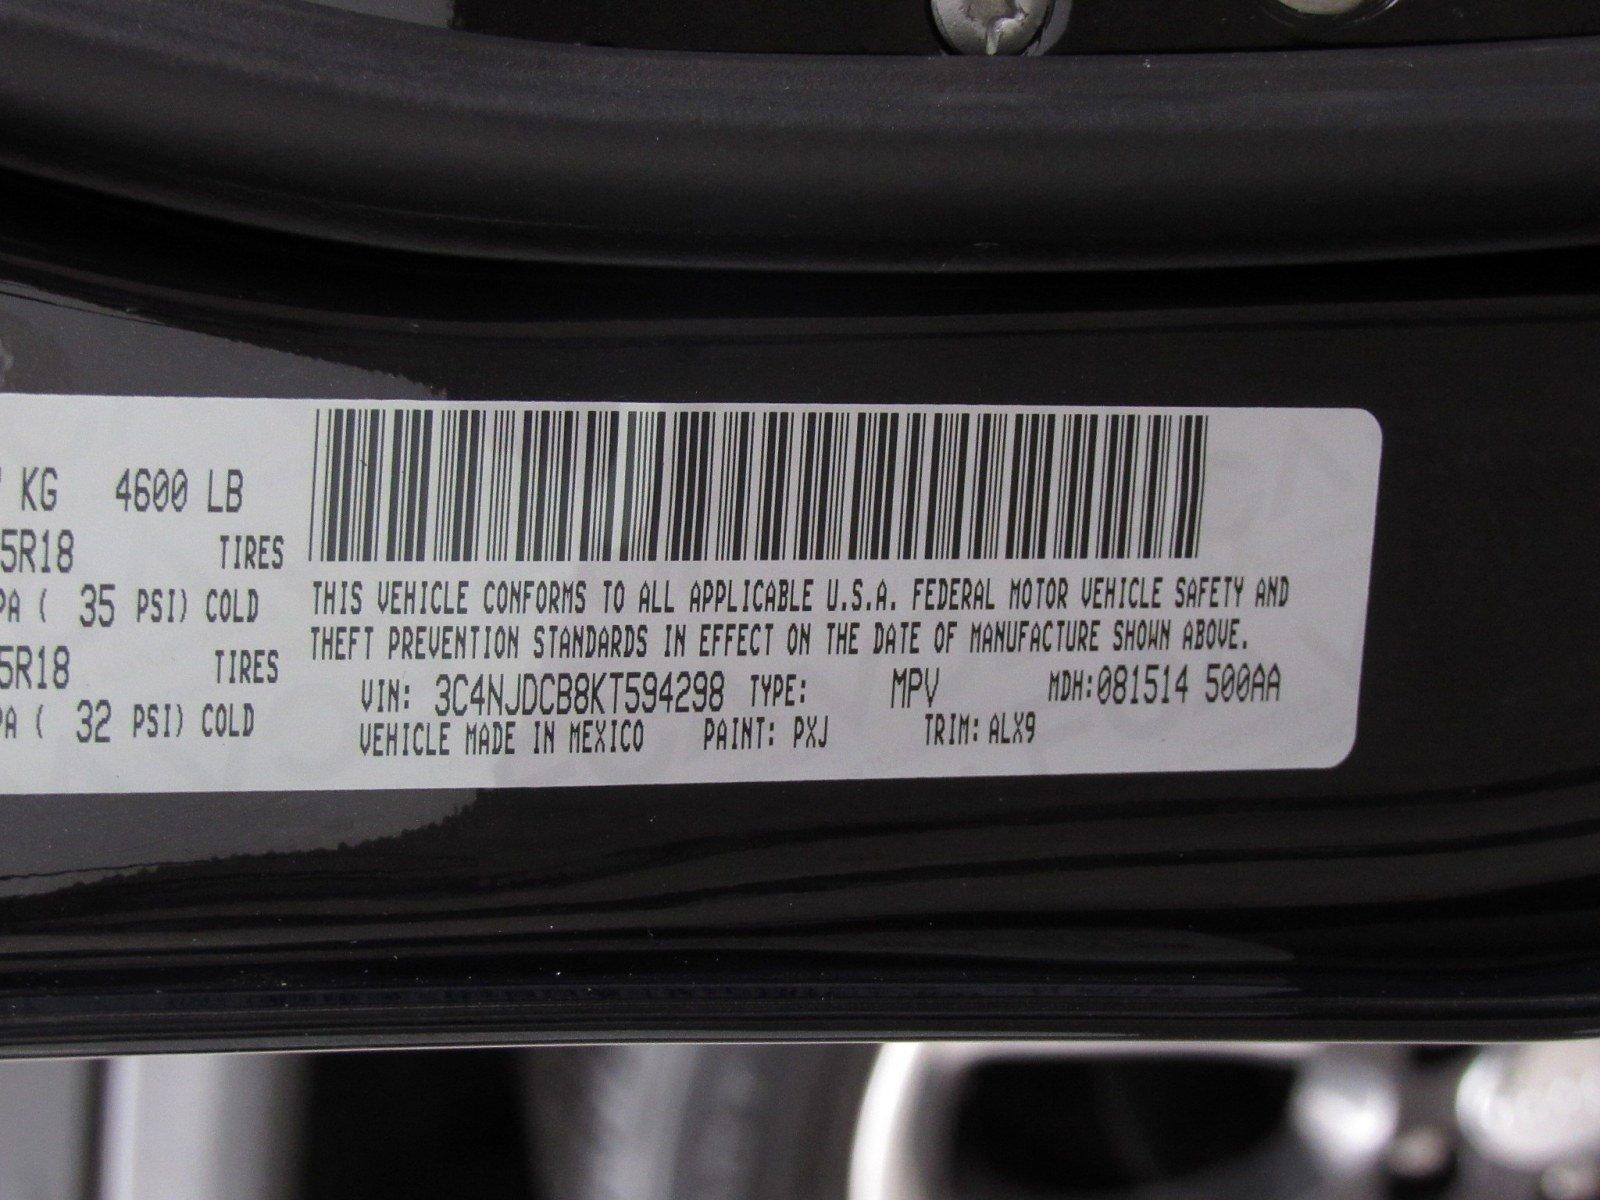 KG 4600 LB
5R18 TIRES
PA ( 35 PSI) COLD
5R18 TIRES
PA ( 32 PSI) COLD
THIS VEHICLE CONFORMS TO ALL APPLICABLE U.S.A. FEDERAL MOTOR VEHICLE SAFETY AND
THEFT PREVENTION STANDARDS IN EFFECT ON THE DATE OF MANUFACTURE SHOWN ABOVE.
VIN: 3C4NJDCB8KT594298 TYPE: MPV MDH:081514 500AA
VEHICLE MADE IN MEXICO PAINT: PXJ TRIM: ALX9